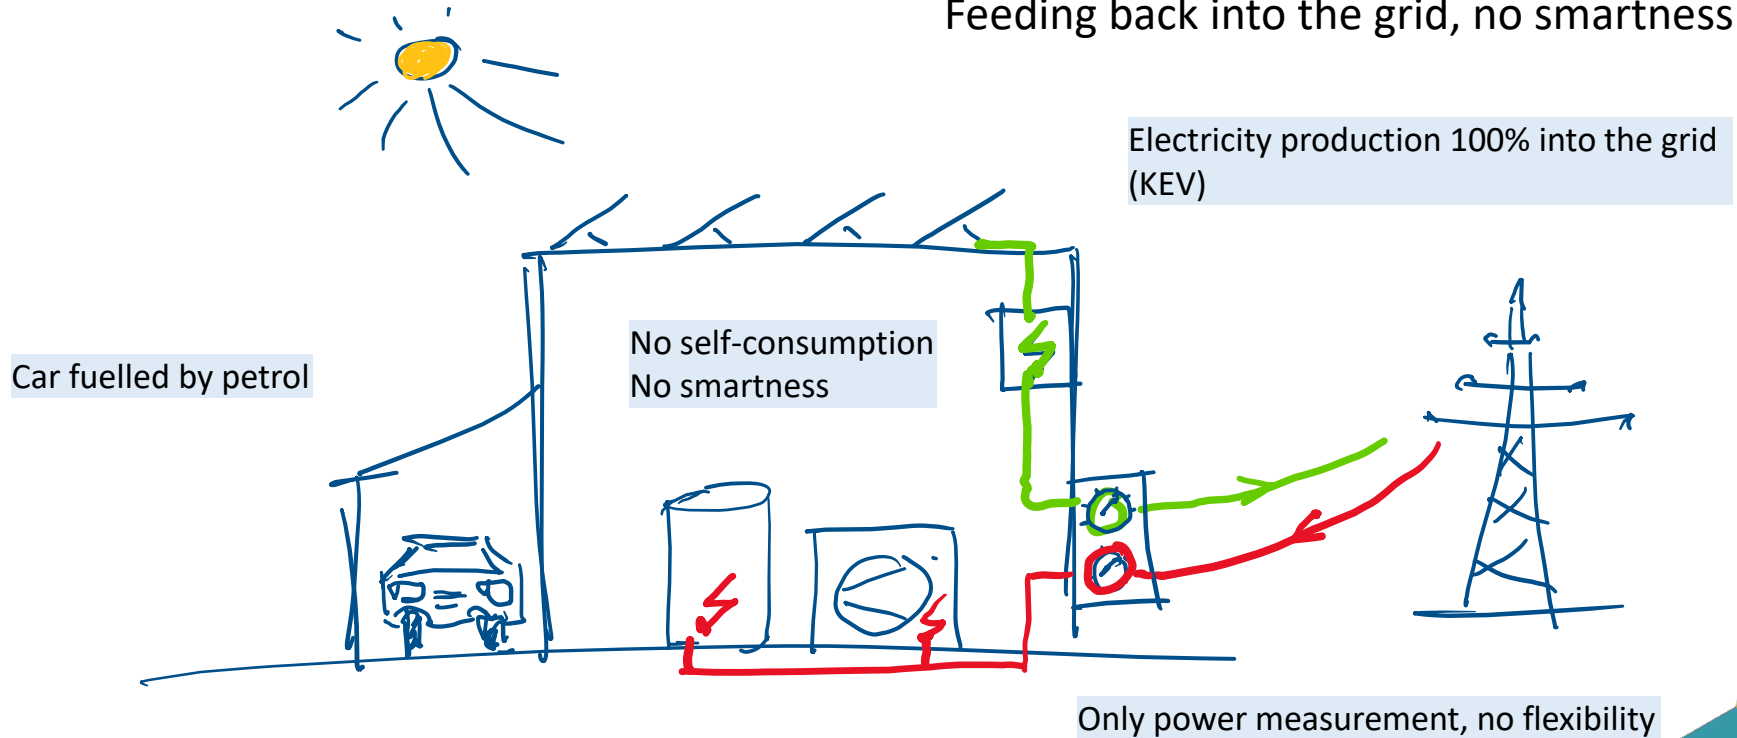 Feeding back into the grid, no smartness
Electricity production 100% into the grid
(KEV)
No self-consumption
No smartness
Car fuelled by petrol
Only power measurement, no flexibility